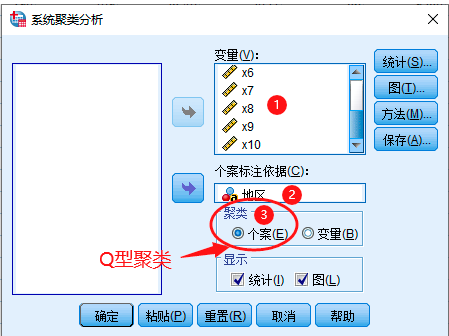 系统聚类分析
变量(V):
x6
x7
x8
x9
x10
1
统计(S)...
图(T)...
方法(M)...
保存(A)...
个案标注依据(C):
地区
2
聚类
3
个案(E) 变量(B)
Q型聚类
显示
统计(I) 图(L)
确定 粘贴(P) 重置(R) 取消 帮助